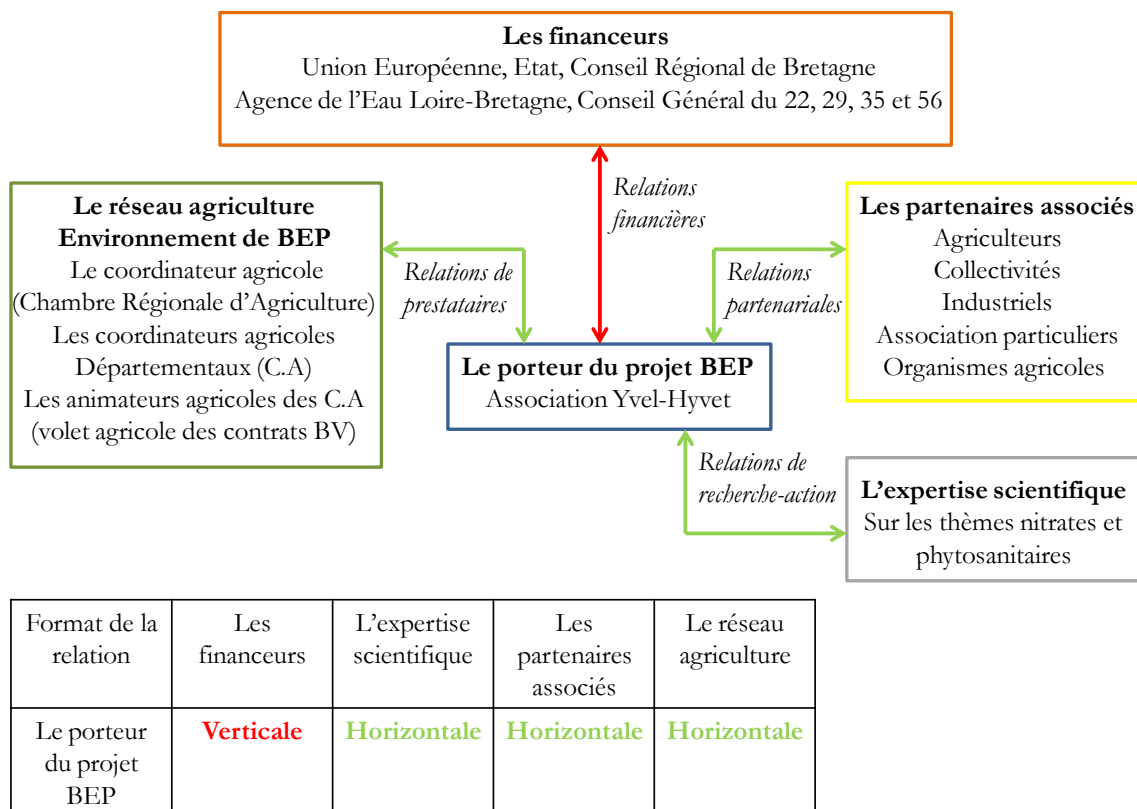 Les financeurs
Union Européenne, Etat, Conseil Régional de Bretagne
Agence de l'Eau Loire-Bretagne, Conseil Général du 22, 29, 35 et 56
Relations
financières
Le réseau agriculture
Environnement de BEP
Le coordinateur agricole
(Chambre Régionale d'Agriculture)
Les coordinateurs agricoles
Départementaux (C.A)
Les animateurs agricoles des C.A
(volet agricole des contrats BV)
Relations de
prestataires
Relations
partenariales
Les partenaires associés
Agriculteurs
Collectivités
Industriels
Association particuliers
Organismes agricoles
Le porteur du projet BEP
Association Yvel-Hyvet
Relations de
recherche-action
L'expertise scientifique
Sur les thèmes nitrates et
phytosanitaires
Format de la
relation
Les
financeurs
L'expertise
scientifique
Les
partenaires
associés
Le réseau
agriculture
Le porteur
du projet
BEP
Verticale
Horizontale
Horizontale
Horizontale